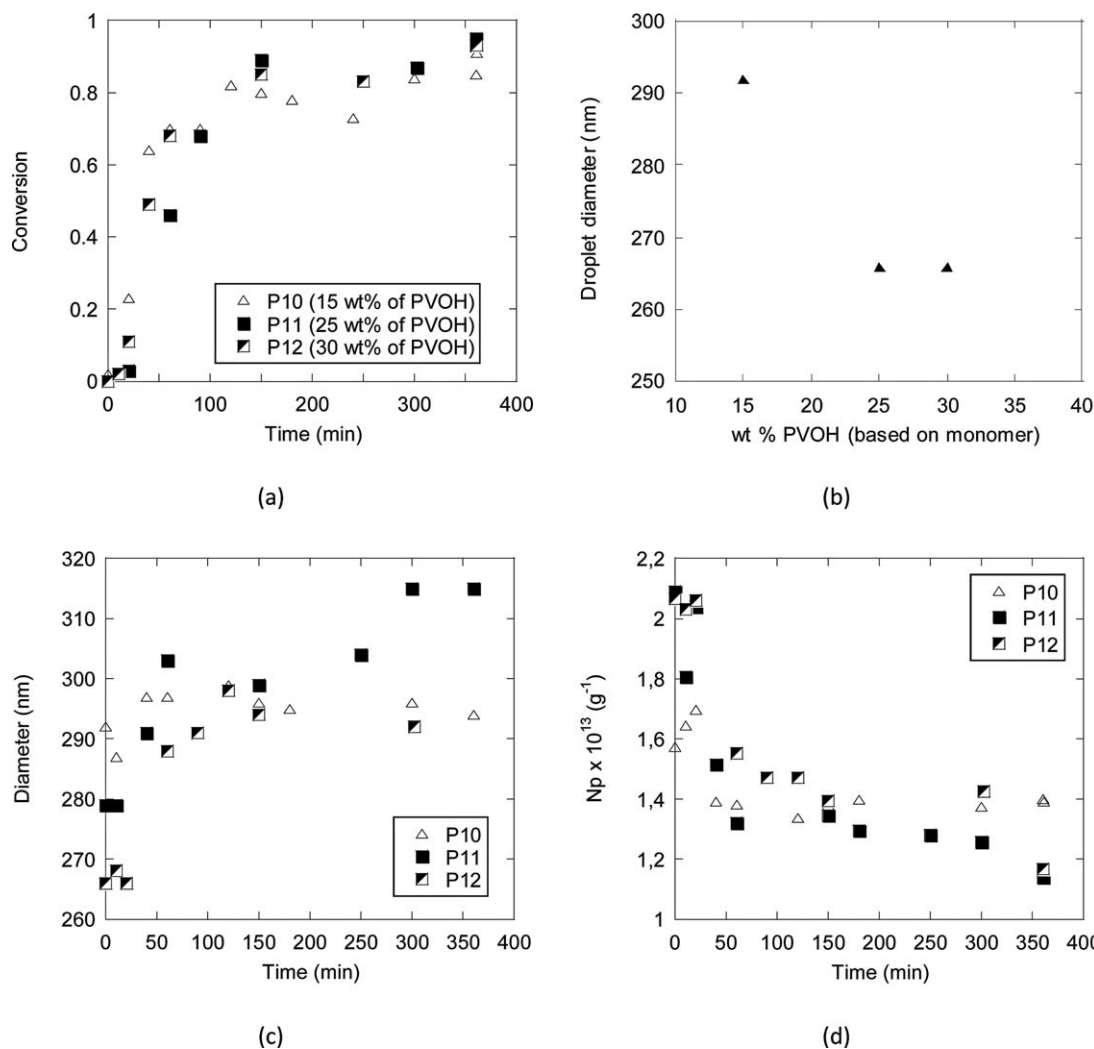 1
0.8
0.6
0.4
0.2
0
Conversion
P10 (15 wt% of PVOH)
P11 (25 wt% of PVOH)
P12 (30 wt% of PVOH)
0 100 200 300 400
Time (min)
(a)
300
290
280
270
260
250
Droplet diameter (nm)
10 15 20 25 30 35 40
wt % PVOH (based on monomer)
(b)
320
310
300
290
280
270
260
Diameter (nm)
P10
P11
P12
0 50 100 150 200 250 300 350 400
Time (min)
(c)
2,2
2
1,8
1,6
1,4
1,2
1
Np x 10¹³ (g⁻¹)
P10
P11
P12
0 50 100 150 200 250 300 350 400
Time (min)
(d)